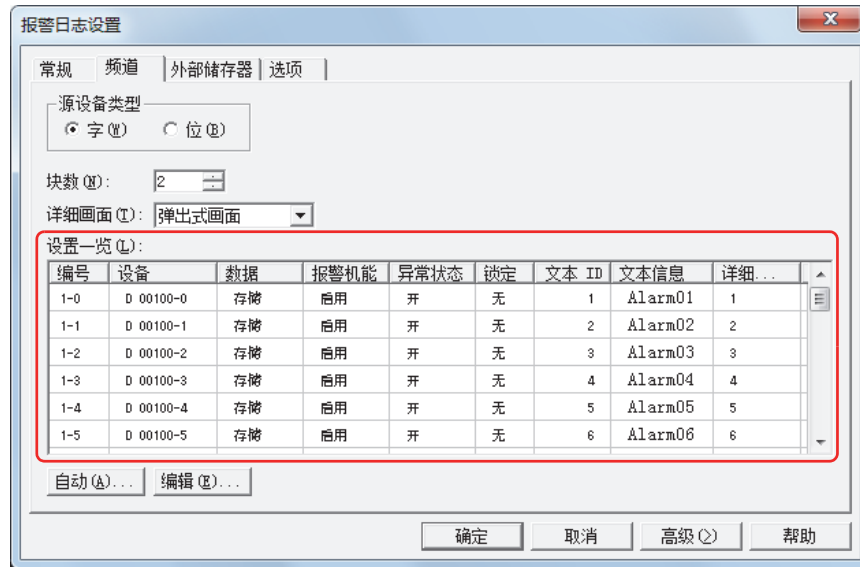 报警日志设置
常规 频道 外部储存器 选项
源设备类型
字(W) 位(B)
块数(N): 2
详细画面(T): 弹出式画面
设置一览(L):
编号 设备 数据 报警机能 异常状态 锁定 文本 ID 文本信息 详细...
1-0 D 00100-0 存储 启用 开 无 1 Alarm01 1
1-1 D 00100-1 存储 启用 开 无 2 Alarm02 2
1-2 D 00100-2 存储 启用 开 无 3 Alarm03 3
1-3 D 00100-3 存储 启用 开 无 4 Alarm04 4
1-4 D 00100-4 存储 启用 开 无 5 Alarm05 5
1-5 D 00100-5 存储 启用 开 无 6 Alarm06 6
自动(A)... 编辑(E)...
确定 取消 高级(>) 帮助